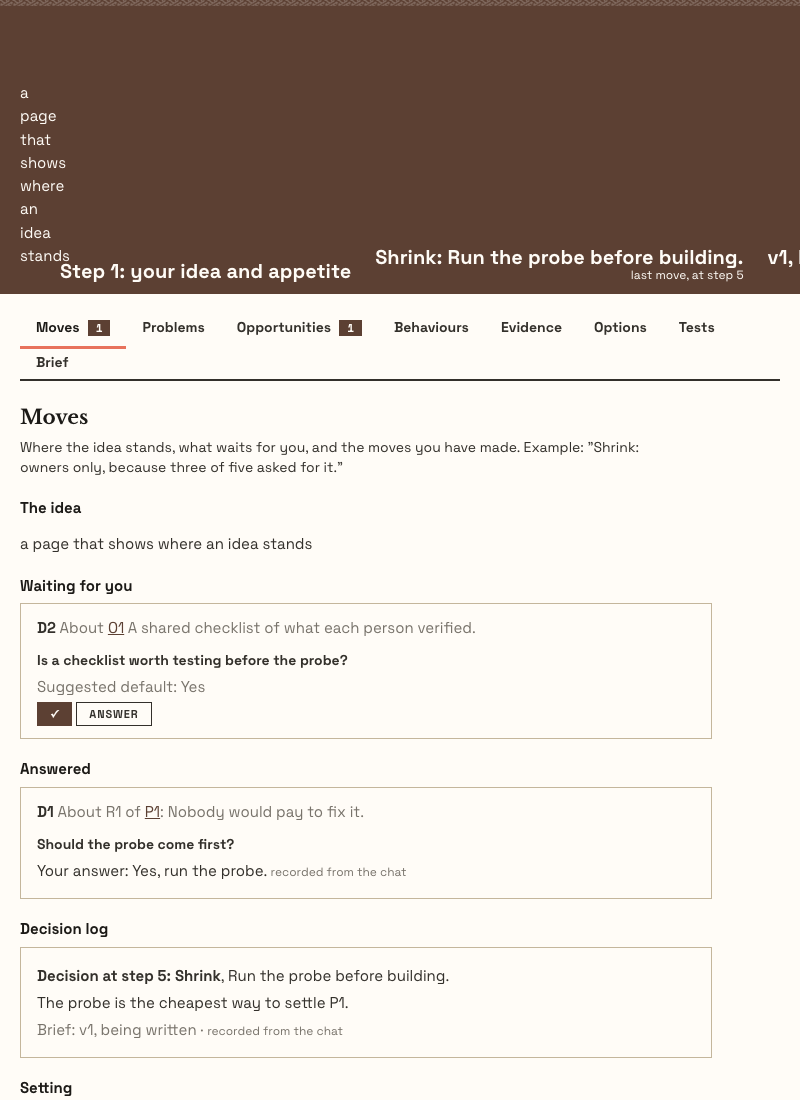 a
page
that
shows
where
an
idea
stands
Step 1: your idea and appetite
Shrink: Run the probe before building.
last move, at step 5
v1,
Moves 1
Problems
Opportunities 1
Behaviours
Evidence
Options
Tests
Brief
Moves
Where the idea stands, what waits for you, and the moves you have made. Example: ”Shrink:
owners only, because three of five asked for it.”
The idea
a page that shows where an idea stands
Waiting for you
D2 About O1 A shared checklist of what each person verified.
Is a checklist worth testing before the probe?
Suggested default: Yes
✓ ANSWER
Answered
D1 About R1 of P1: Nobody would pay to fix it.
Should the probe come first?
Your answer: Yes, run the probe. recorded from the chat
Decision log
Decision at step 5: Shrink, Run the probe before building.
The probe is the cheapest way to settle P1.
Brief: v1, being written · recorded from the chat
Setting